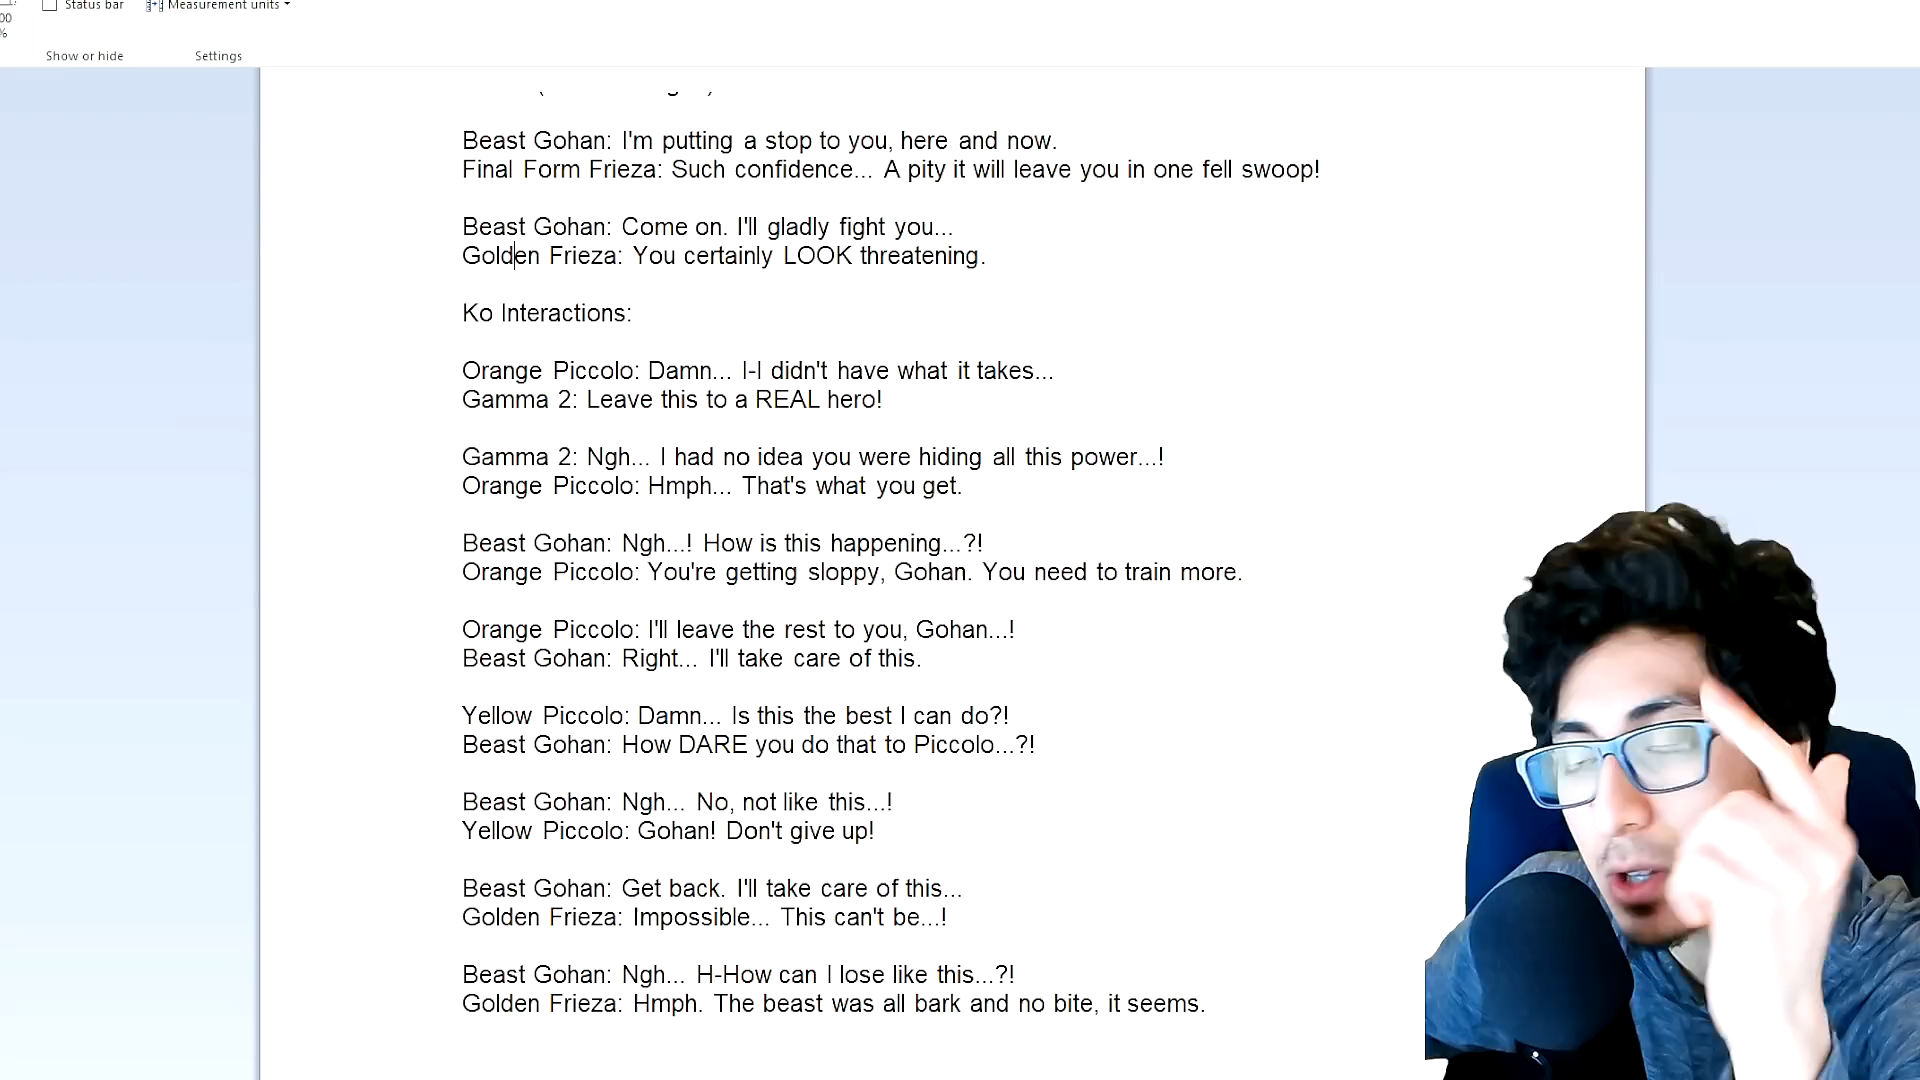 Status bar
Measurement units
00
%
Show or hide
Settings
Beast Gohan: I'm putting a stop to you, here and now.
Final Form Frieza: Such confidence... A pity it will leave you in one fell swoop!
Beast Gohan: Come on. I'll gladly fight you...
Golden Frieza: You certainly LOOK threatening.
Ko Interactions:
Orange Piccolo: Damn... I-I didn't have what it takes...
Gamma 2: Leave this to a REAL hero!
Gamma 2: Ngh... I had no idea you were hiding all this power...!
Orange Piccolo: Hmph... That's what you get.
Beast Gohan: Ngh...! How is this happening...?!
Orange Piccolo: You're getting sloppy, Gohan. You need to train more.
Orange Piccolo: I'll leave the rest to you, Gohan...!
Beast Gohan: Right... I'll take care of this.
Yellow Piccolo: Damn... Is this the best I can do?!
Beast Gohan: How DARE you do that to Piccolo...?!
Beast Gohan: Ngh... No, not like this...!
Yellow Piccolo: Gohan! Don't give up!
Beast Gohan: Get back. I'll take care of this...
Golden Frieza: Impossible... This can't be...!
Beast Gohan: Ngh... H-How can I lose like this...?!
Golden Frieza: Hmph. The beast was all bark and no bite, it seems.